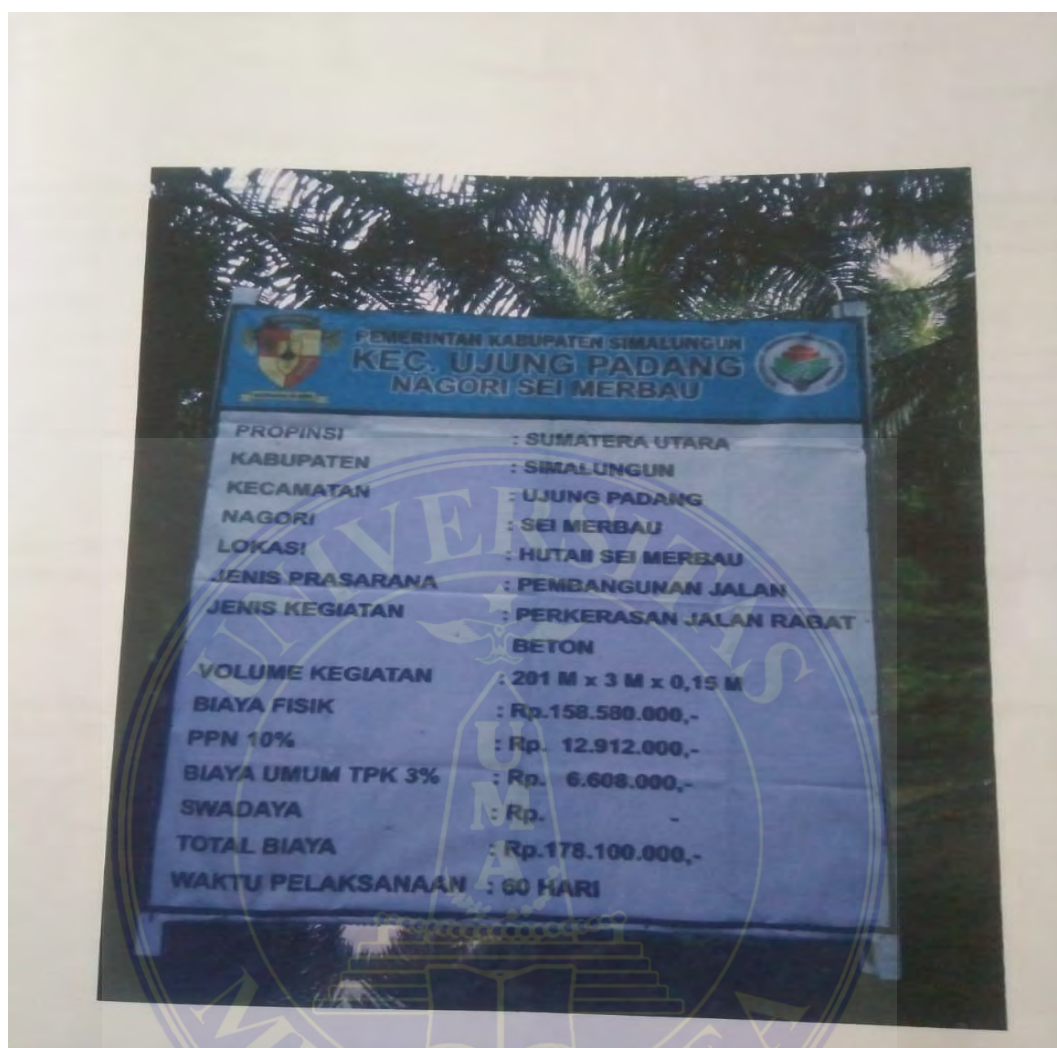 PEMERINTAH KABUPATEN SIMALUNGUN
KEC. UJUNG PADANG
NAGORI SEI MERBAU
PROPINSI : SUMATERA UTARA
KABUPATEN : SIMALUNGUN
KECAMATAN : UJUNG PADANG
NAGORI : SEI MERBAU
LOKASI : HUTAII SEI MERBAU
JENIS PRASARANA : PEMBANGUNAN JALAN
JENIS KEGIATAN : PERKERASAN JALAN RABAT
BETON
VOLUME KEGIATAN : 201 M x 3 M x 0,15 M
BIAYA FISIK : Rp.158.580.000,-
PPN 10% : Rp. 12.912.000,-
BIAYA UMUM TPK 3% : Rp. 6.608.000,-
SWADAYA : Rp. -
TOTAL BIAYA : Rp.178.100.000,-
WAKTU PELAKSANAAN : 60 HARI
UNIVERSITAS
UMA